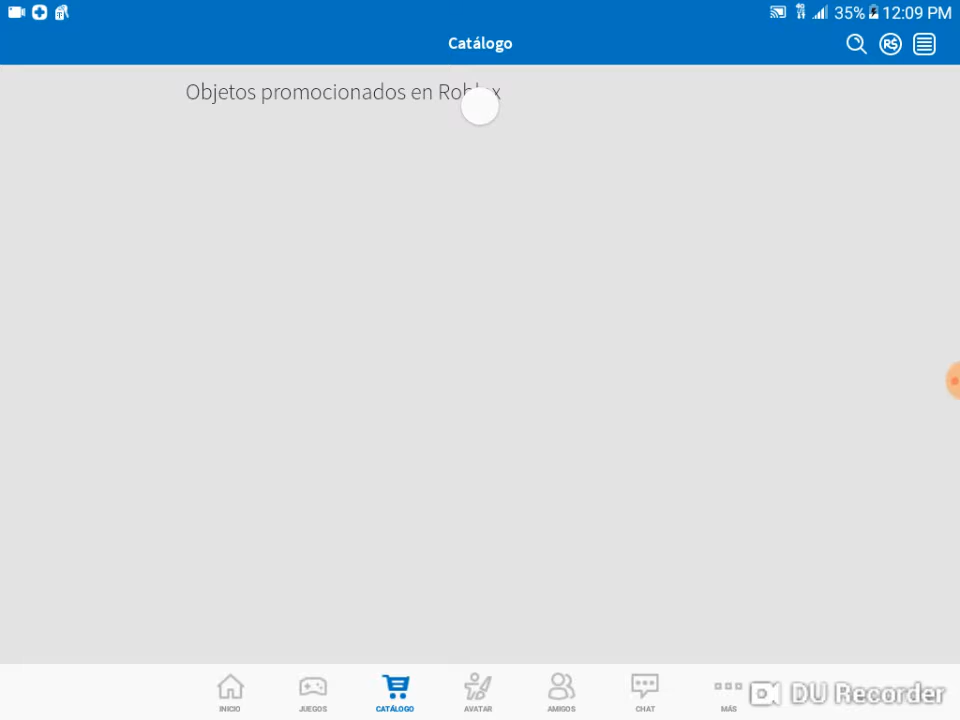 35% 12:09 PM
Catálogo
R$
Objetos promocionados en Roblox
INICIO
JUEGOS
CATÁLOGO
AVATAR
AMIGOS
CHAT
MÁS
DU Recorder